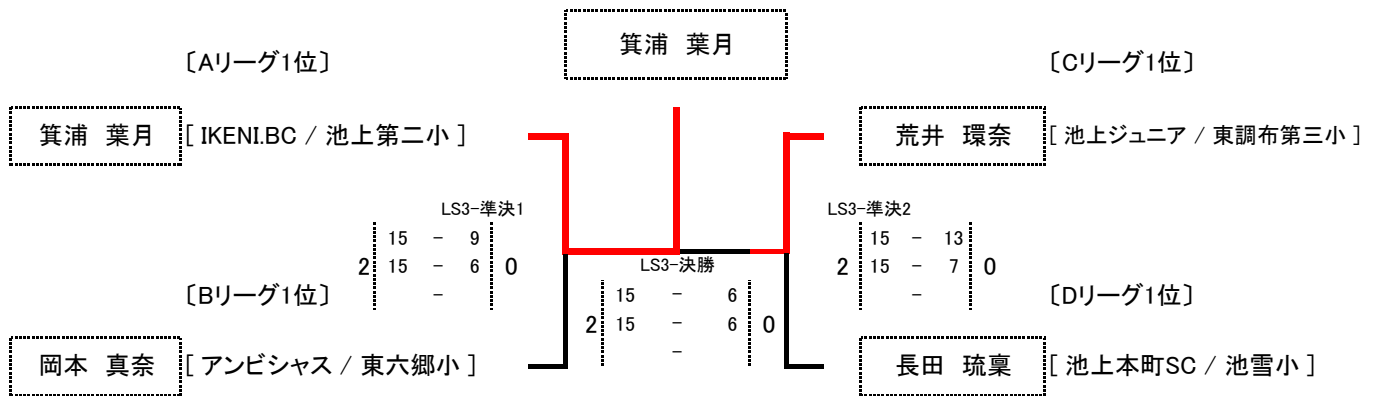 箕浦 葉月
〔Aリーグ1位〕
〔Cリーグ1位〕
箕浦 葉月 [ IKENI.BC / 池上第二小 ]
荒井 環奈 [ 池上ジュニア / 東調布第三小 ]
LS3-準決1
15 - 9
2 15 - 6 0
-
LS3-準決2
15 - 13
2 15 - 7 0
-
LS3-決勝
15 - 6
2 15 - 6 0
-
〔Bリーグ1位〕
〔Dリーグ1位〕
岡本 真奈 [ アンビシャス / 東六郷小 ]
長田 琉稟 [ 池上本町SC / 池雪小 ]